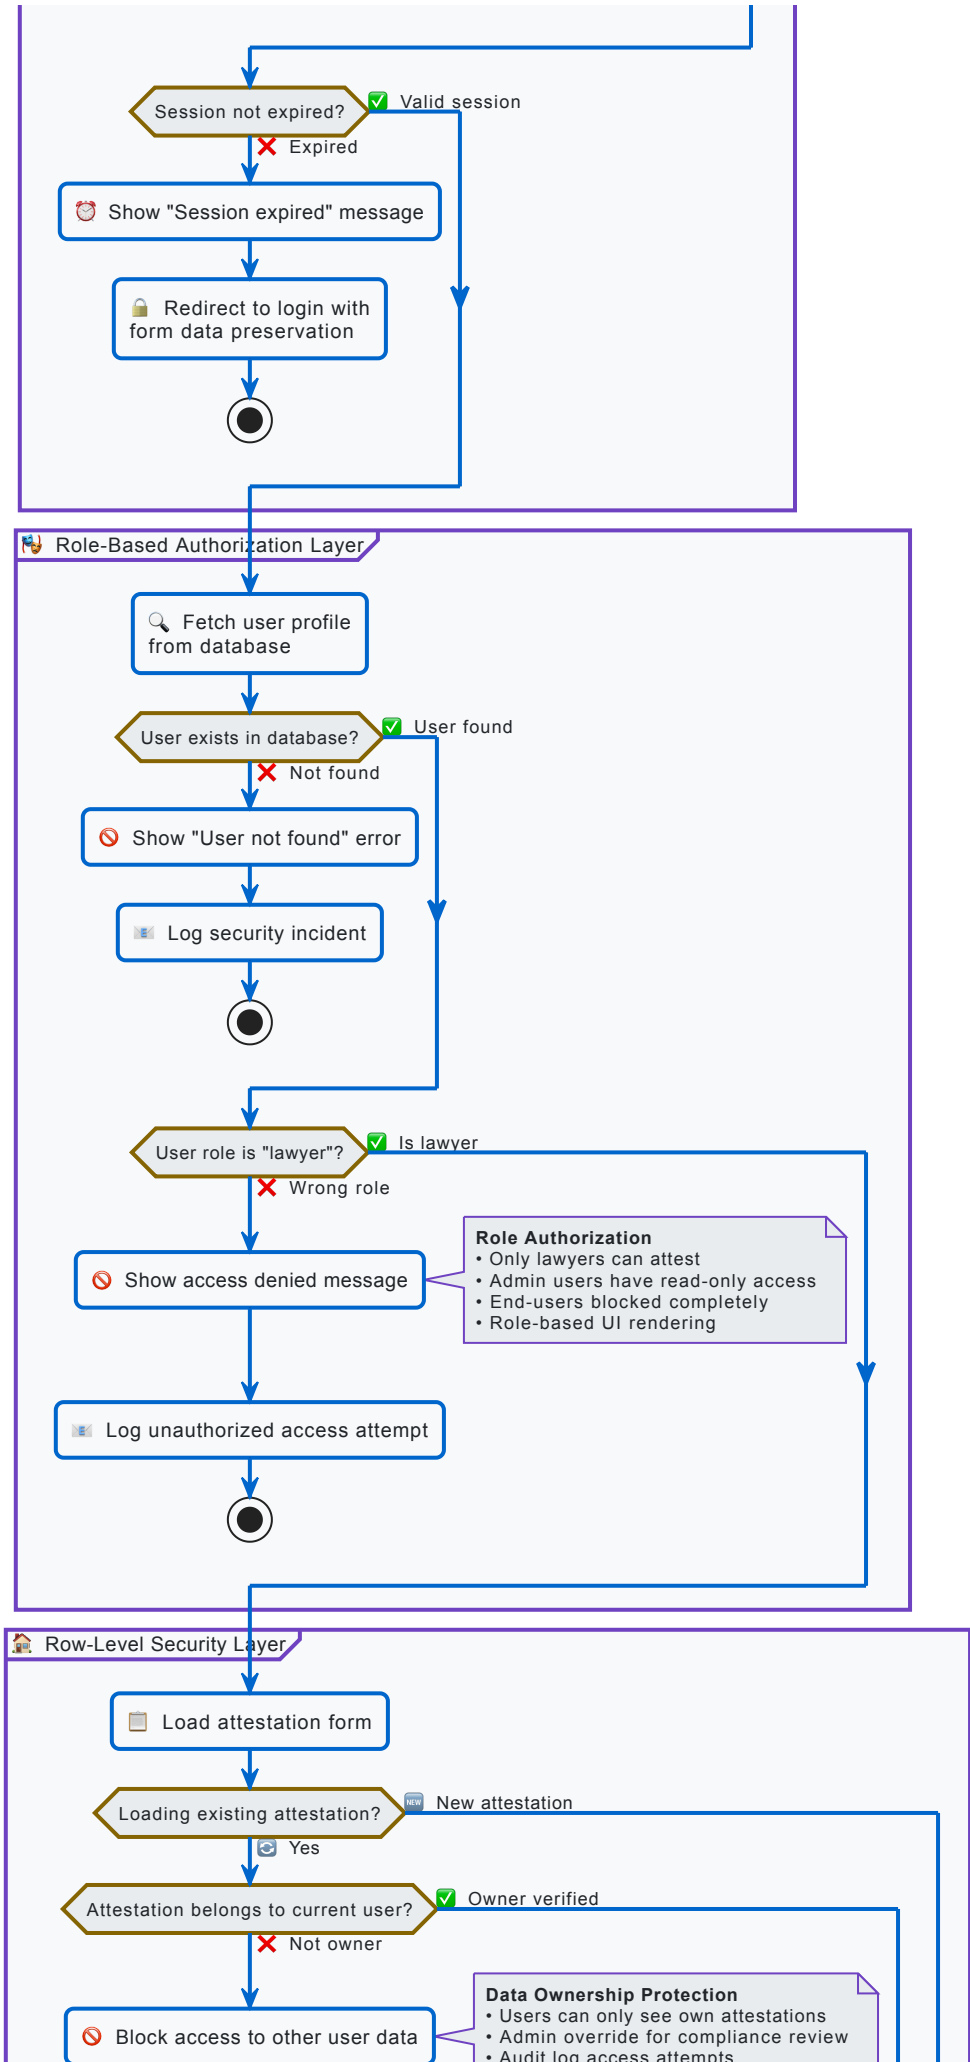 Session not expired?
✅ Valid session
❌ Expired
⏰ Show "Session expired" message
🔒 Redirect to login with
form data preservation
🎭 Role-Based Authorization Layer
🔍 Fetch user profile
from database
User exists in database?
✅ User found
❌ Not found
🚫 Show "User not found" error
📧 Log security incident
User role is "lawyer"?
✅ Is lawyer
❌ Wrong role
Role Authorization
• Only lawyers can attest
• Admin users have read-only access
• End-users blocked completely
• Role-based UI rendering
🚫 Show access denied message
📧 Log unauthorized access attempt
🏠 Row-Level Security Layer
📋 Load attestation form
Loading existing attestation?
🆕 New attestation
🔄 Yes
Attestation belongs to current user?
✅ Owner verified
❌ Not owner
Data Ownership Protection
• Users can only see own attestations
• Admin override for compliance review
• Audit log access attempts
🚫 Block access to other user data